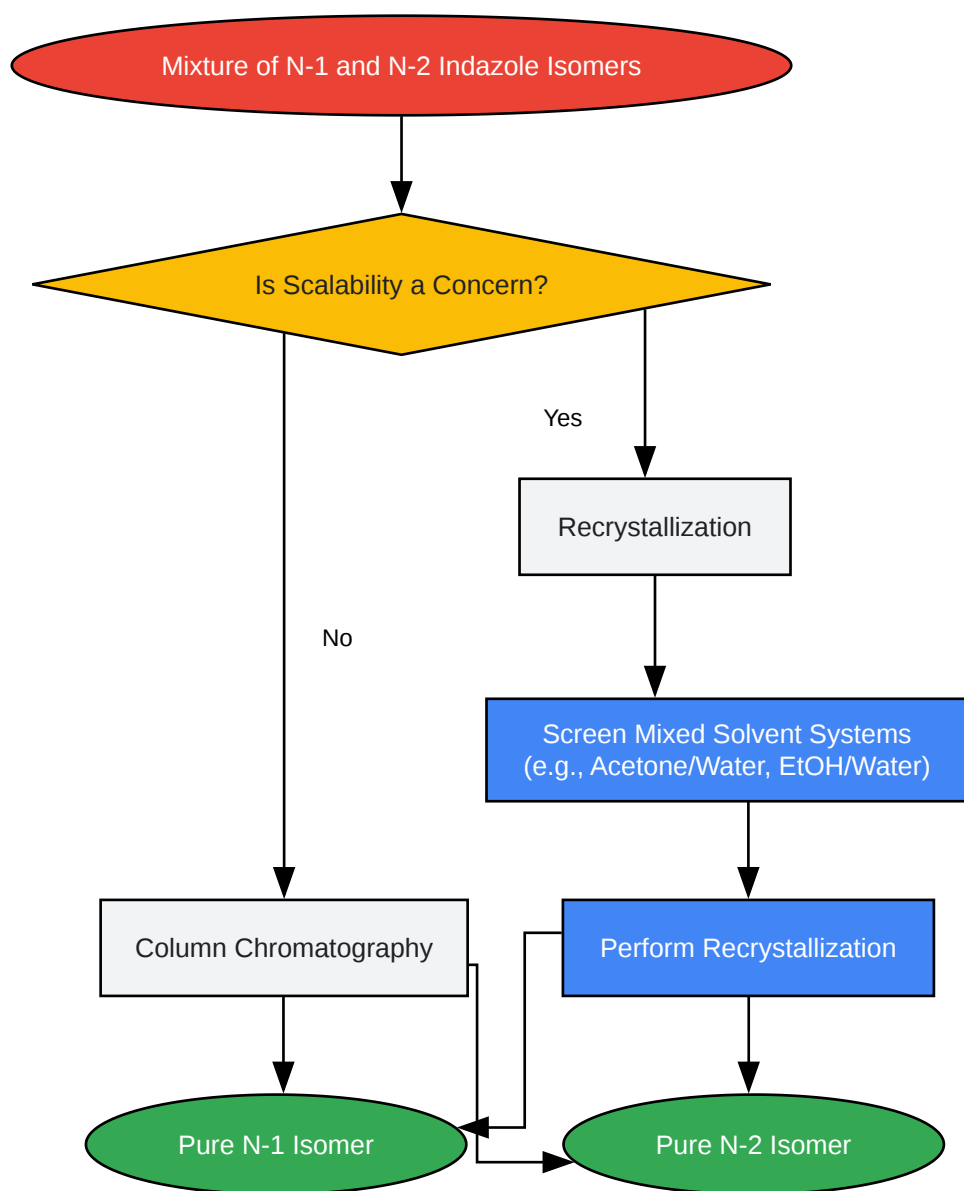 Mixture of N-1 and N-2 Indazole Isomers
Is Scalability a Concern?
Yes
Recrystallization
No
Screen Mixed Solvent Systems
(e.g., Acetone/Water, EtOH/Water)
Column Chromatography
Perform Recrystallization
Pure N-1 Isomer
Pure N-2 Isomer